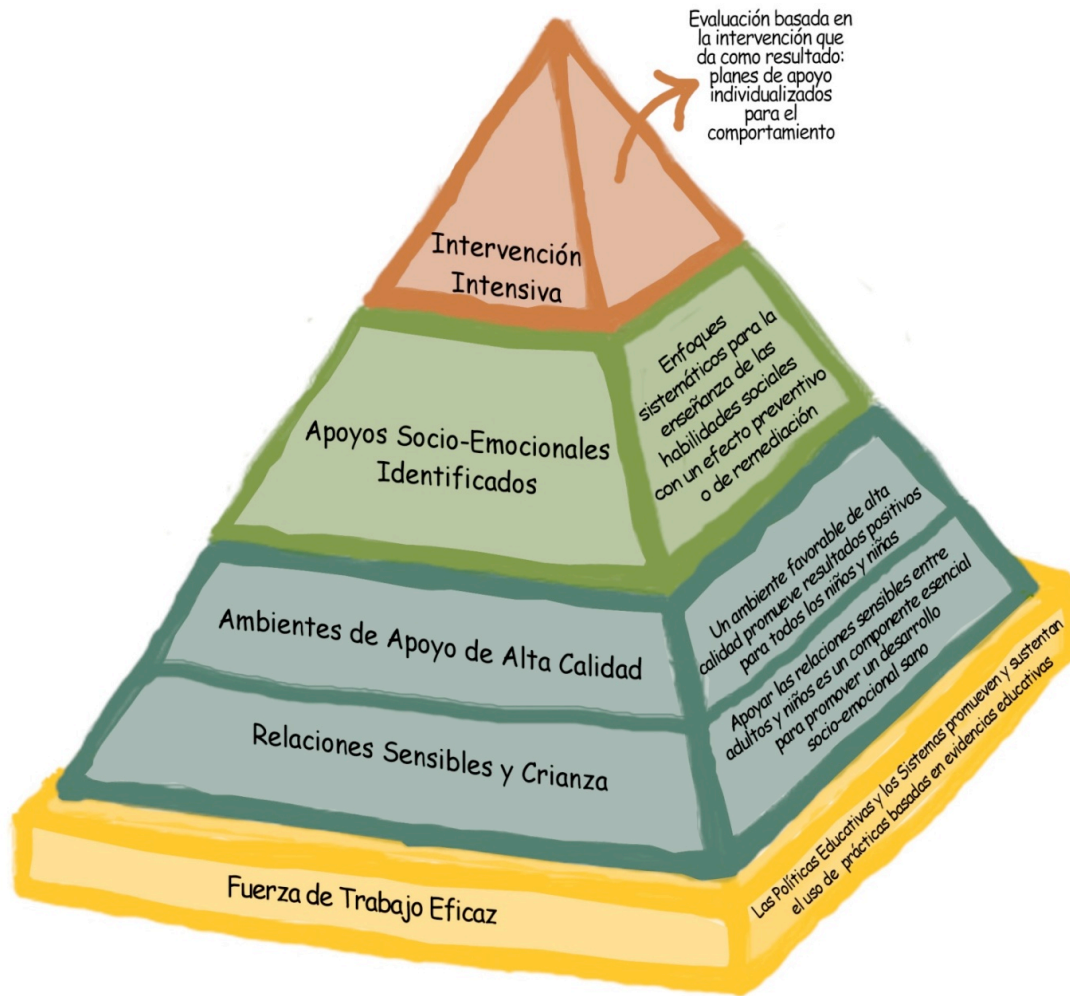 Evaluación basada en
la intervención que
da como resultado:
planes de apoyo
individualizados
para el
comportamiento
Intervención
Intensiva
Enfoques
sistemáticos para la
enseñanza de las
habilidades sociales
con un efecto preventivo
o de remediación
Apoyos Socio-Emocionales
Identificados
Un ambiente favorable de alta
calidad promueve resultados positivos
para todos los niños y niñas
Ambientes de Apoyo de Alta Calidad
Apoyar las relaciones sensibles entre
adultos y niños es un componente esencial
para promover un desarrollo
socio-emocional sano
Relaciones Sensibles y Crianza
Las Políticas Educativas y los Sistemas promueven y sustentan
el uso de prácticas basadas en evidencias educativas
Fuerza de Trabajo Eficaz